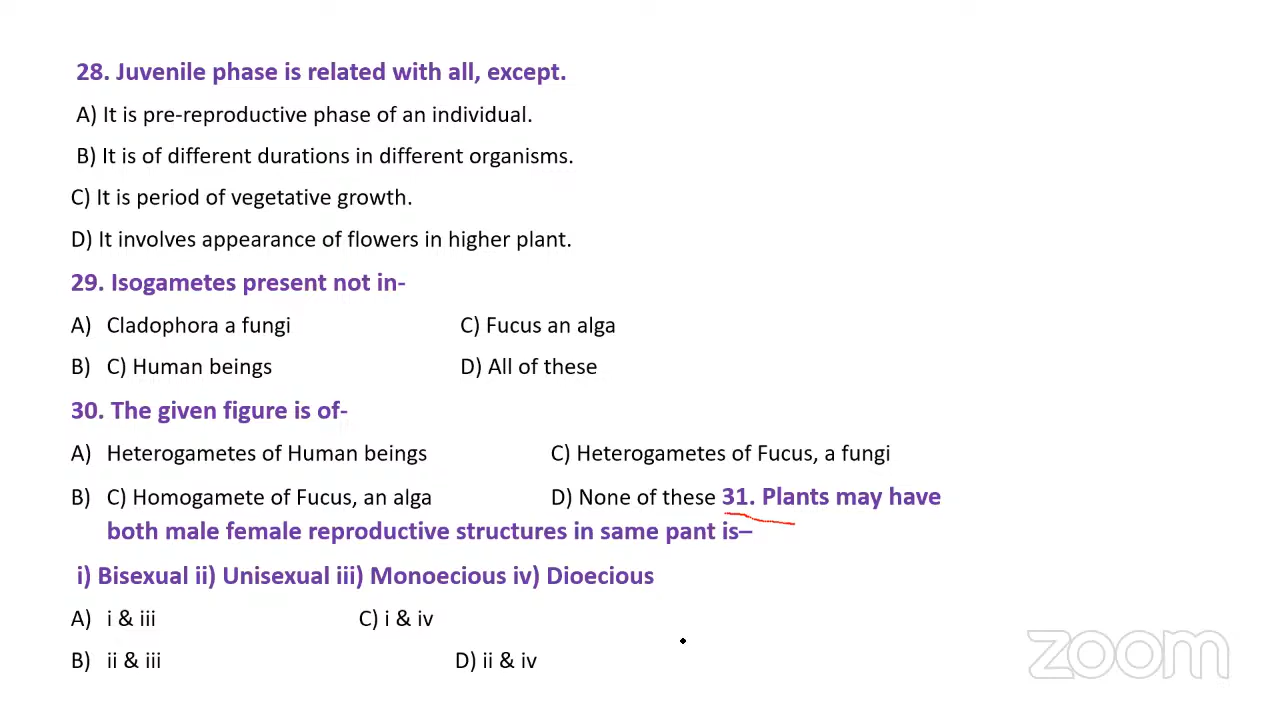 28. Juvenile phase is related with all, except.
A) It is pre-reproductive phase of an individual.
B) It is of different durations in different organisms.
C) It is period of vegetative growth.
D) It involves appearance of flowers in higher plant.
29. Isogametes present not in-
A) Cladophora a fungi C) Fucus an alga
B) C) Human beings D) All of these
30. The given figure is of-
A) Heterogametes of Human beings C) Heterogametes of Fucus, a fungi
B) C) Homogamete of Fucus, an alga D) None of these 31. Plants may have
both male female reproductive structures in same pant is–
i) Bisexual ii) Unisexual iii) Monoecious iv) Dioecious
A) i & iii C) i & iv
B) ii & iii D) ii & iv
zoom